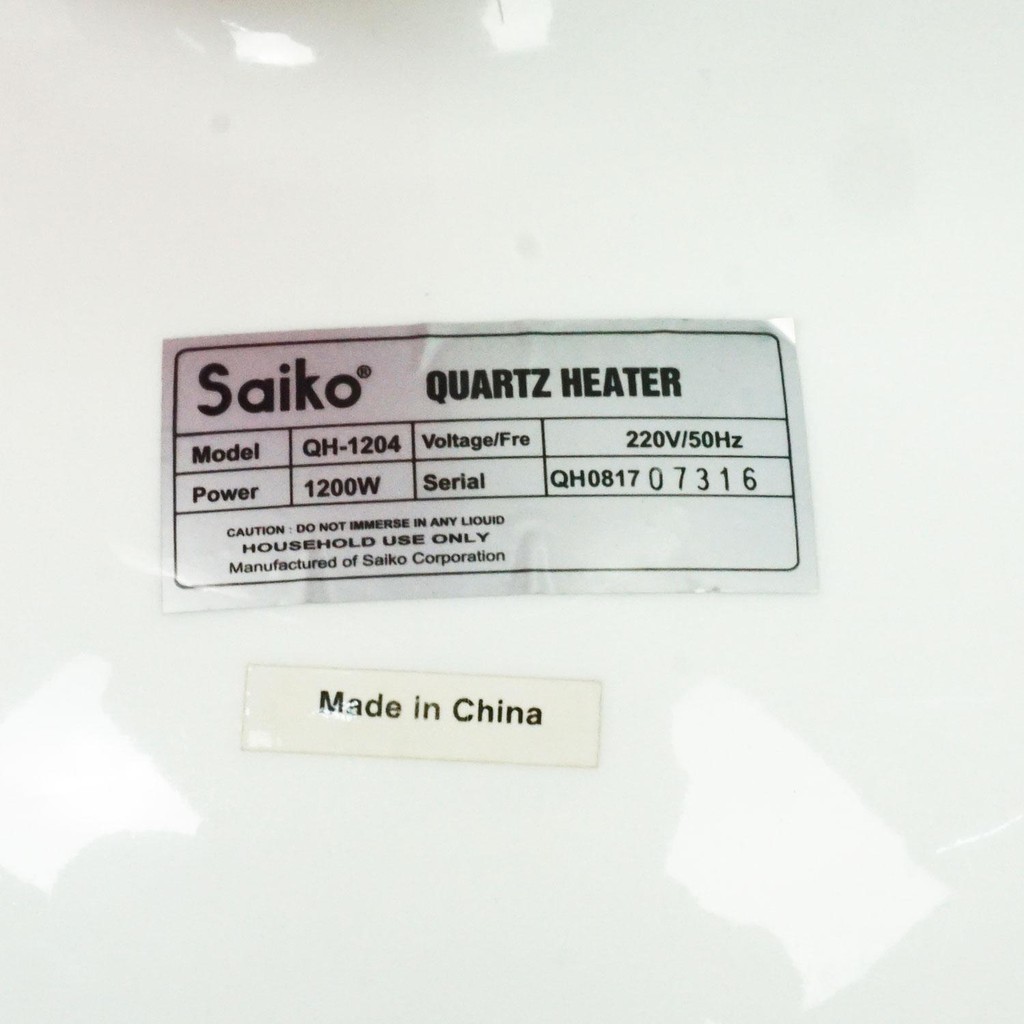 Saiko® QUARTZ HEATER
Model QH-1204 Voltage/Fre 220V/50Hz
Power 1200W Serial QH0817 07316
CAUTION : DO NOT IMMERSE IN ANY LIOUID
HOUSEHOLD USE ONLY
Manufactured of Saiko Corporation
Made in China